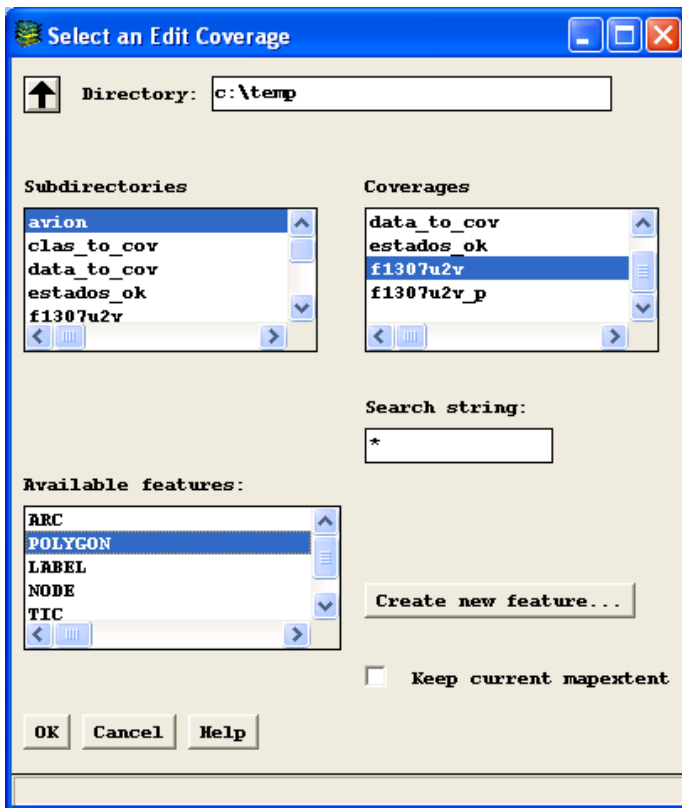 Select an Edit Coverage
Directory: c:\temp
Subdirectories
avion
clas_to_cov
data_to_cov
estados_ok
f1307u2v
Coverages
data_to_cov
estados_ok
f1307u2v
f1307u2v_p
Search string:
*
Available features:
ARC
POLYGON
LABEL
NODE
TIC
Create new feature...
Keep current mapextent
OK Cancel Help